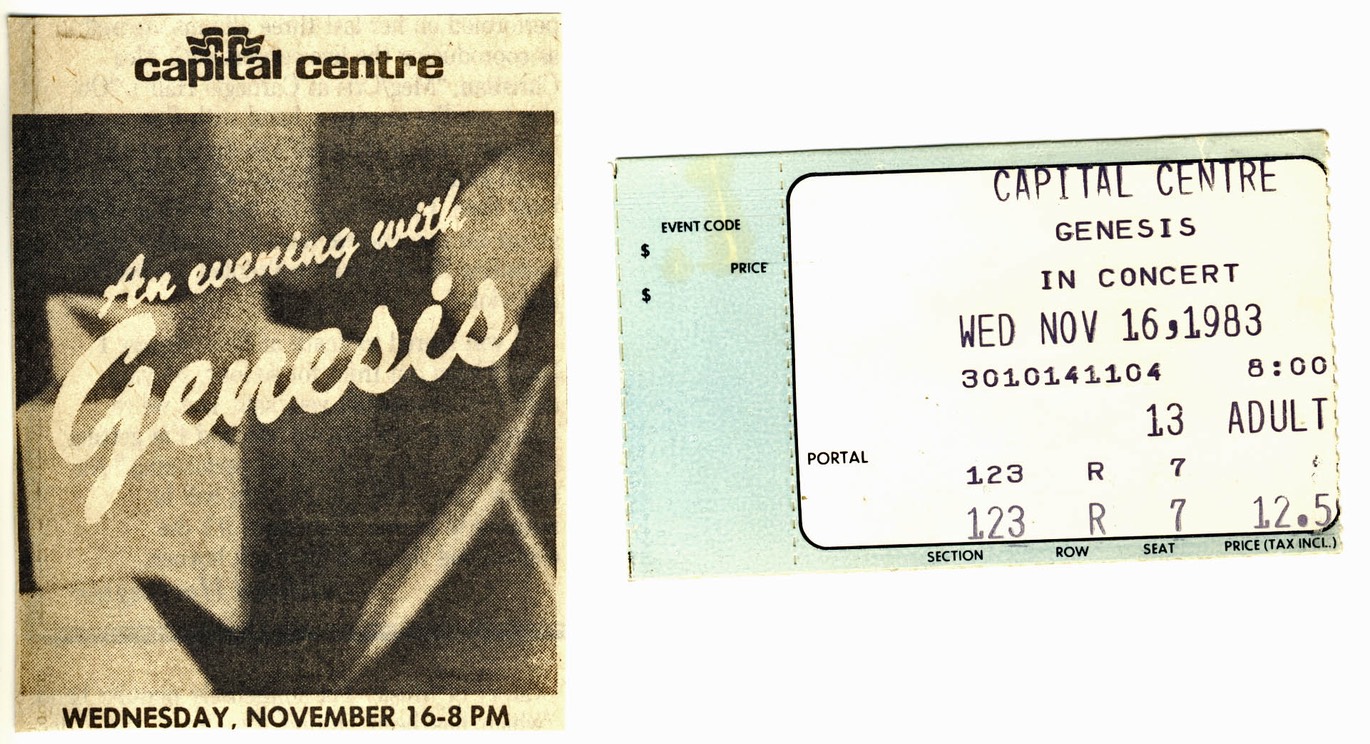 capital centre
An evening with
Genesis
WEDNESDAY, NOVEMBER 16-8 PM
EVENT CODE
$
PRICE
$
CAPITAL CENTRE
GENESIS
IN CONCERT
WED NOV 16,1983
3010141104 8:00
13 ADULT
PORTAL
123 R 7
123 R 7 12.5
SECTION ROW SEAT PRICE (TAX INCL.)